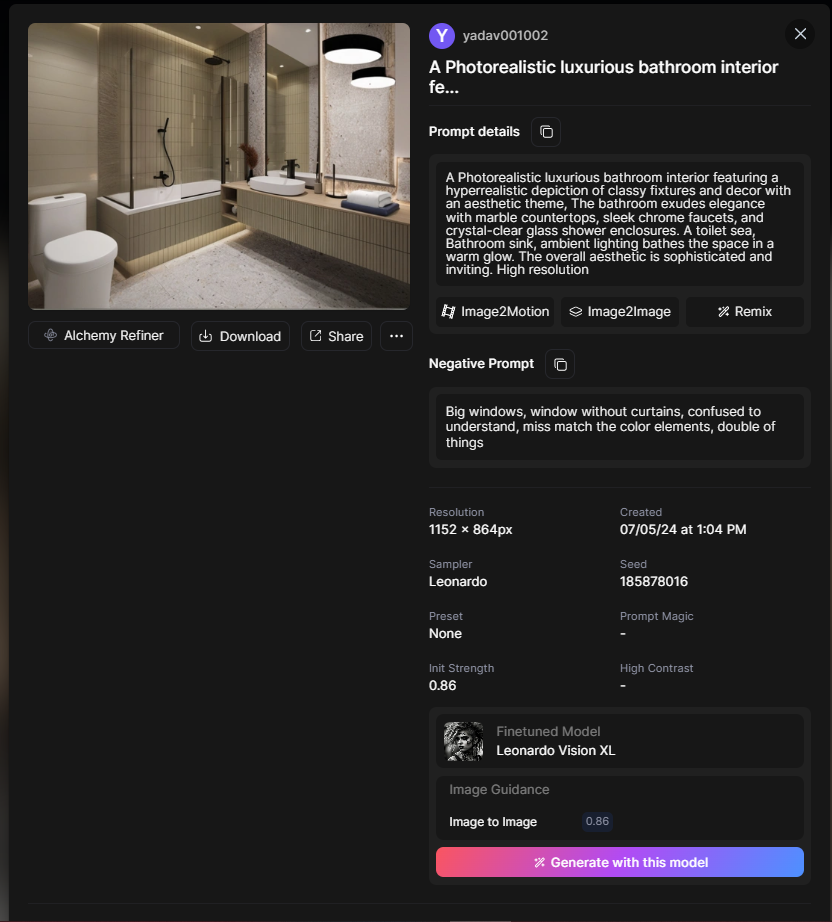 Y yadav001002
A Photorealistic luxurious bathroom interior
fe...
Prompt details
A Photorealistic luxurious bathroom interior featuring a
hyperrealistic depiction of classy fixtures and decor with
an aesthetic theme, The bathroom exudes elegance
with marble countertops, sleek chrome faucets, and
crystal-clear glass shower enclosures. A toilet sea,
Bathroom sink, ambient lighting bathes the space in a
warm glow. The overall aesthetic is sophisticated and
inviting. High resolution
Image2Motion Image2Image Remix
Alchemy Refiner Download Share ...
Negative Prompt
Big windows, window without curtains, confused to
understand, miss match the color elements, double of
things
Resolution Created
1152 × 864px 07/05/24 at 1:04 PM
Sampler Seed
Leonardo 185878016
Preset Prompt Magic
None -
Init Strength High Contrast
0.86 -
Finetuned Model
Leonardo Vision XL
Image Guidance
Image to Image 0.86
Generate with this model